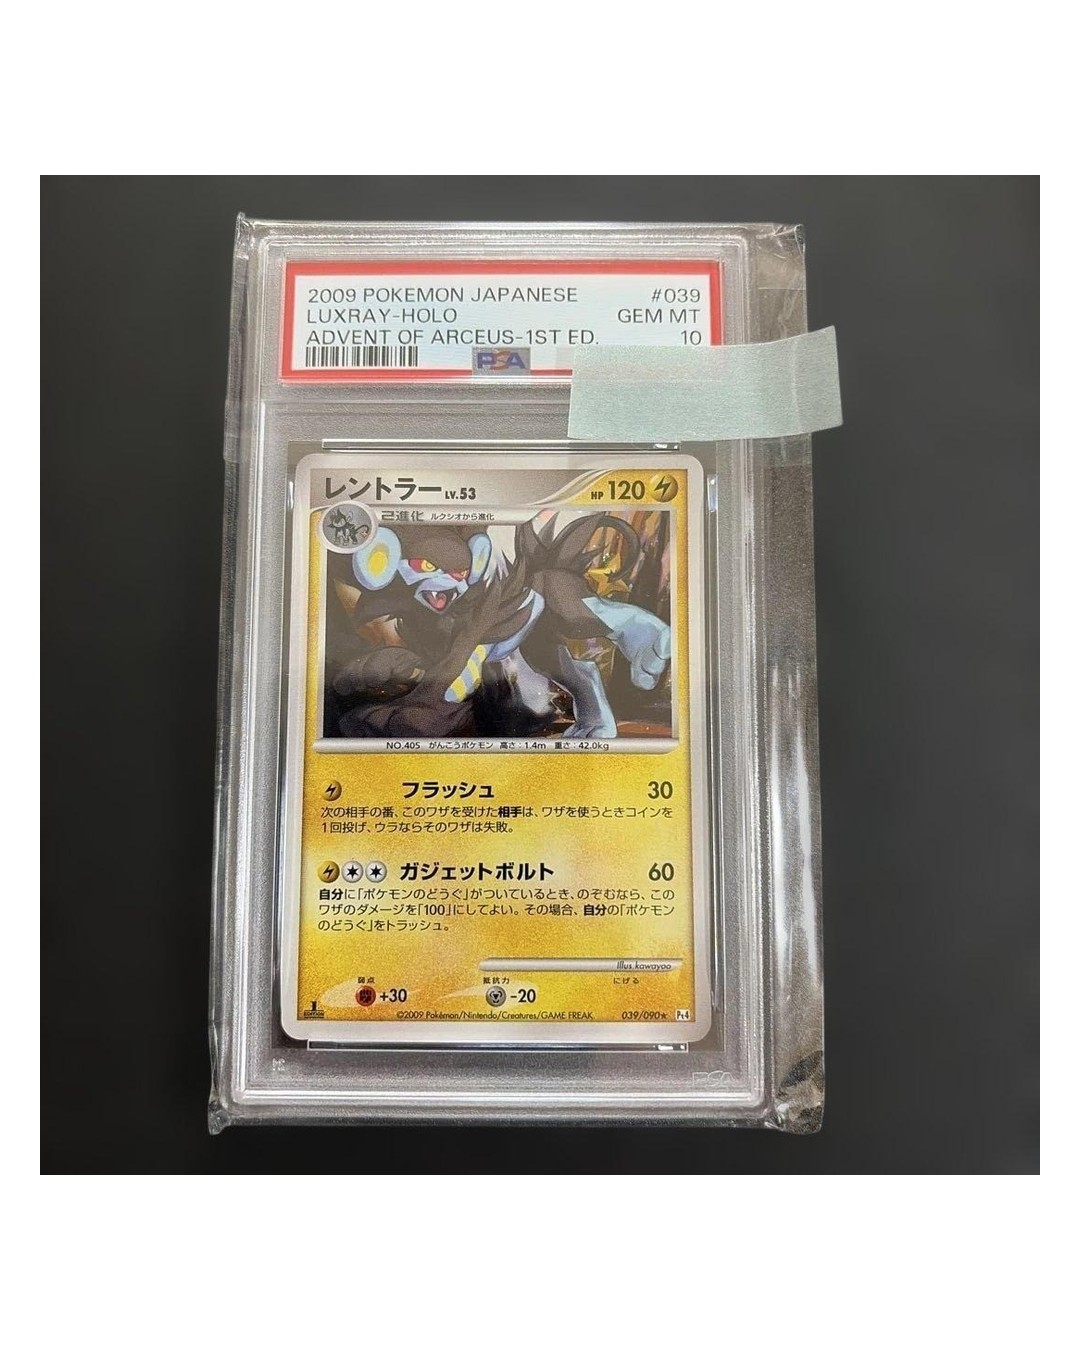 2009 POKEMON JAPANESE #039
LUXRAY-HOLO GEM MT
ADVENT OF ARCEUS-1ST ED. 10
PSA
レントラー LV.53 HP 120
2進化 ルクシオから進化
NO.405 がんこうポケモン 高さ:1.4m 重さ:42.0kg
フラッシュ 30
次の相手の番、このワザを受けた相手は、ワザを使うときコインを
1回投げ、ウラならそのワザは失敗。
ガジェットボルト 60
自分に「ポケモンのどうぐ」がついているとき、のぞむなら、この
ワザのダメージを「100」にしてよい。その場合、自分の「ポケモン
のどうぐ」をトラッシュ。
Illus. kawayoo
弱点 抵抗力 にげる
+30 -20
1 EDITION ©2009 Pokémon/Nintendo/Creatures/GAME FREAK. 039/090★ Pt4
PSA